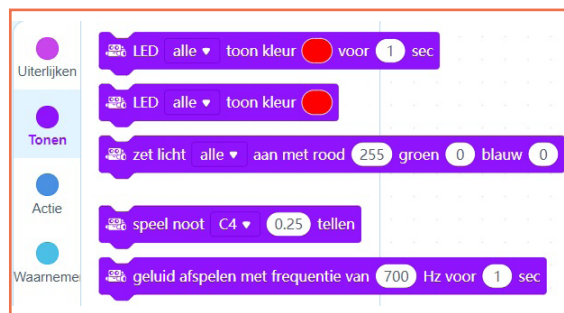 Uiterlijken
Tonen
Actie
Waarneme
LED alle ▾ toon kleur voor 1 sec
LED alle ▾ toon kleur
zet licht alle ▾ aan met rood 255 groen 0 blauw 0
speel noot C4 ▾ 0.25 tellen
geluid afspelen met frequentie van 700 Hz voor 1 sec